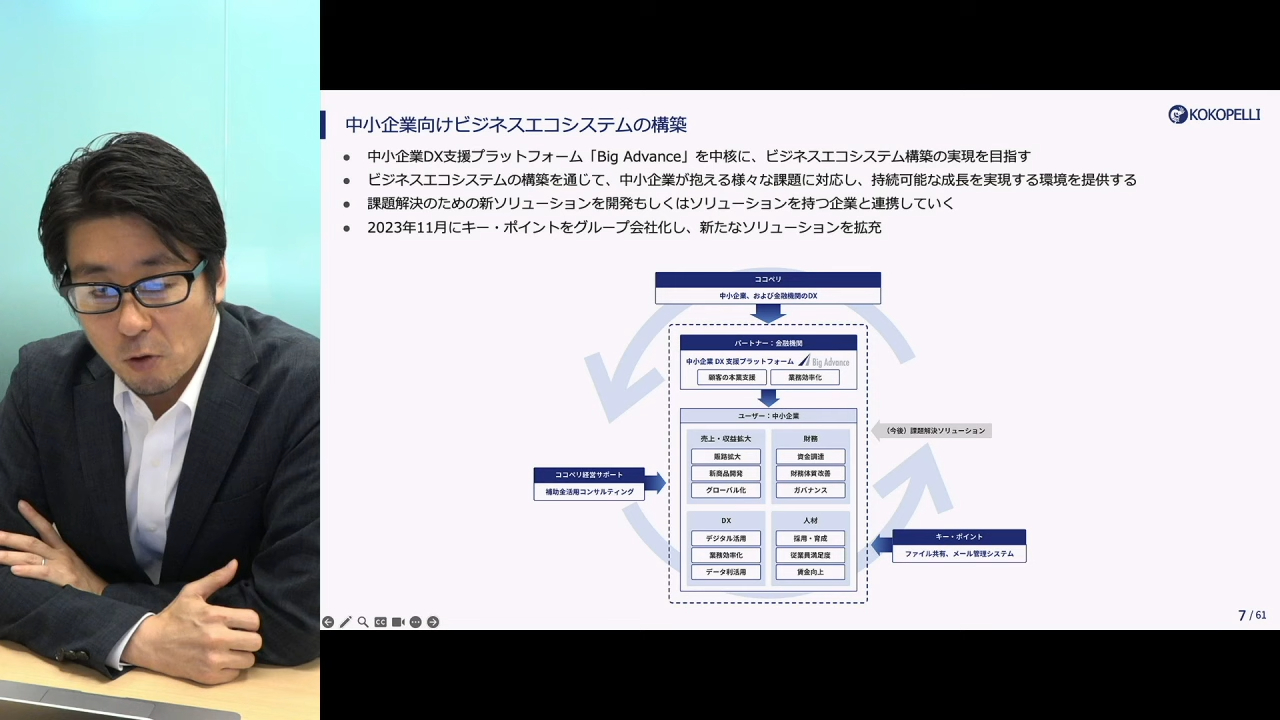 中小企業向けビジネスエコシステムの構築
KOKOPELLI
● 中小企業DX支援プラットフォーム「Big Advance」を中核に、ビジネスエコシステム構築の実現を目指す
● ビジネスエコシステムの構築を通じて、中小企業が抱える様々な課題に対応し、持続可能な成長を実現する環境を提供する
● 課題解決のための新ソリューションを開発もしくはソリューションを持つ企業と連携していく
● 2023年11月にキー・ポイントをグループ会社化し、新たなソリューションを拡充
ココペリ
中小企業、および金融機関のDX
パートナー：金融機関
中小企業 DX 支援プラットフォーム Big Advance
顧客の本業支援 業務効率化
ユーザー：中小企業
売上・収益拡大
販路拡大
新商品開発
グローバル化
財務
資金調達
財務体質改善
ガバナンス
DX
デジタル活用
業務効率化
データ利活用
人材
採用・育成
従業員満足度
賃金向上
（今後）課題解決ソリューション
ココペリ経営サポート
補助金活用コンサルティング
キー・ポイント
ファイル共有、メール管理システム
CC
7 / 61